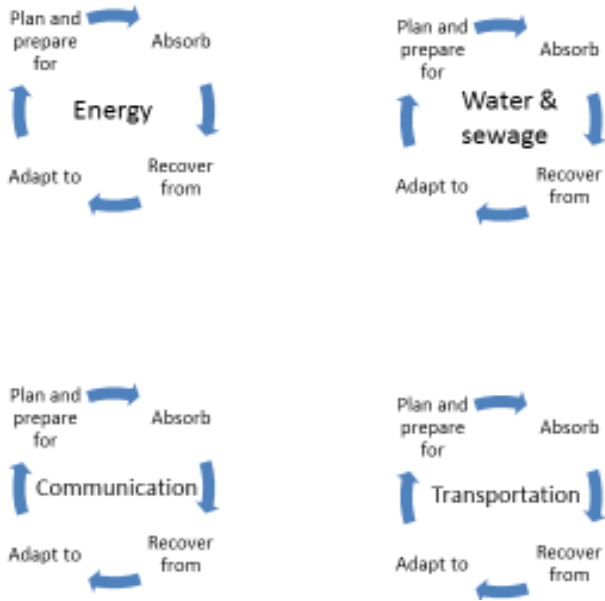 Plan and
prepare
for
Absorb
Energy
Adapt to
Recover
from
Plan and
prepare
for
Absorb
Water &
sewage
Adapt to
Recover
from
Plan and
prepare
for
Absorb
Communication
Adapt to
Recover
from
Plan and
prepare
for
Absorb
Transportation
Adapt to
Recover
from